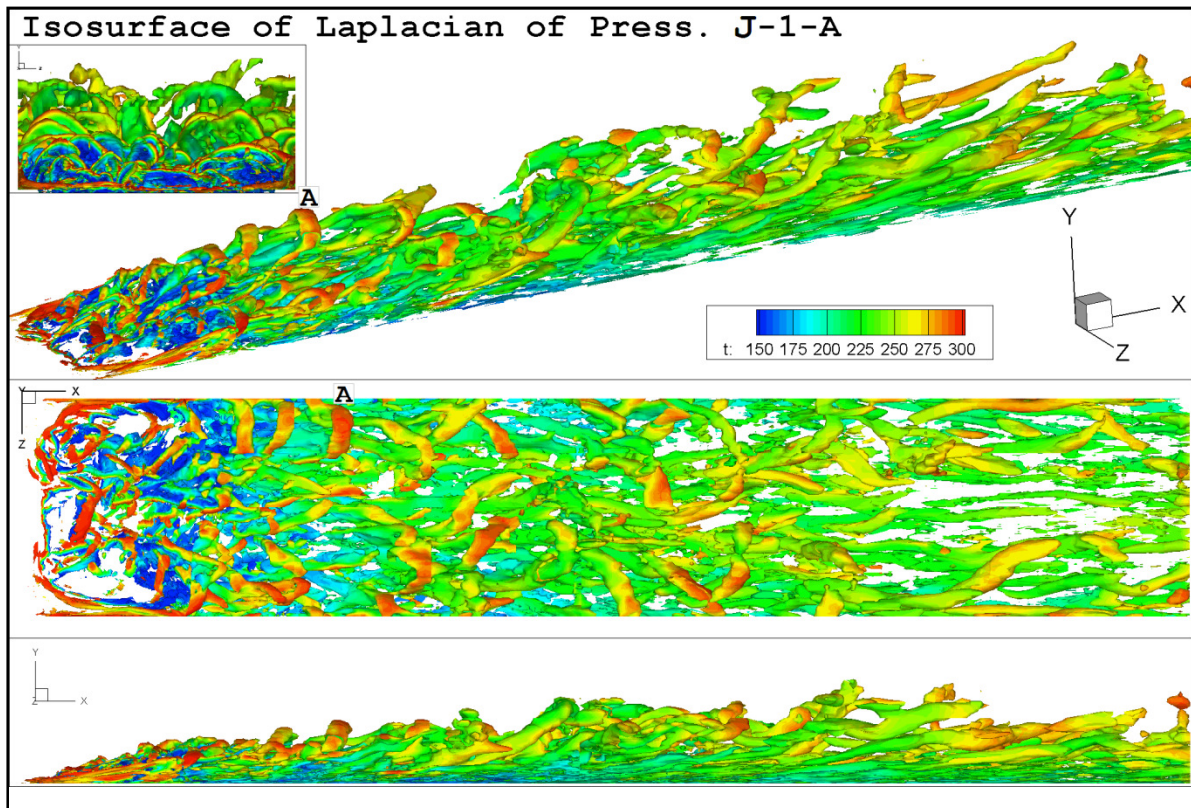 Isosurface of Laplacian of Press. J-1-A
Y
z
A
Y
X
Z
t: 150 175 200 225 250 275 300
Y X
Z
A
Y
Z X